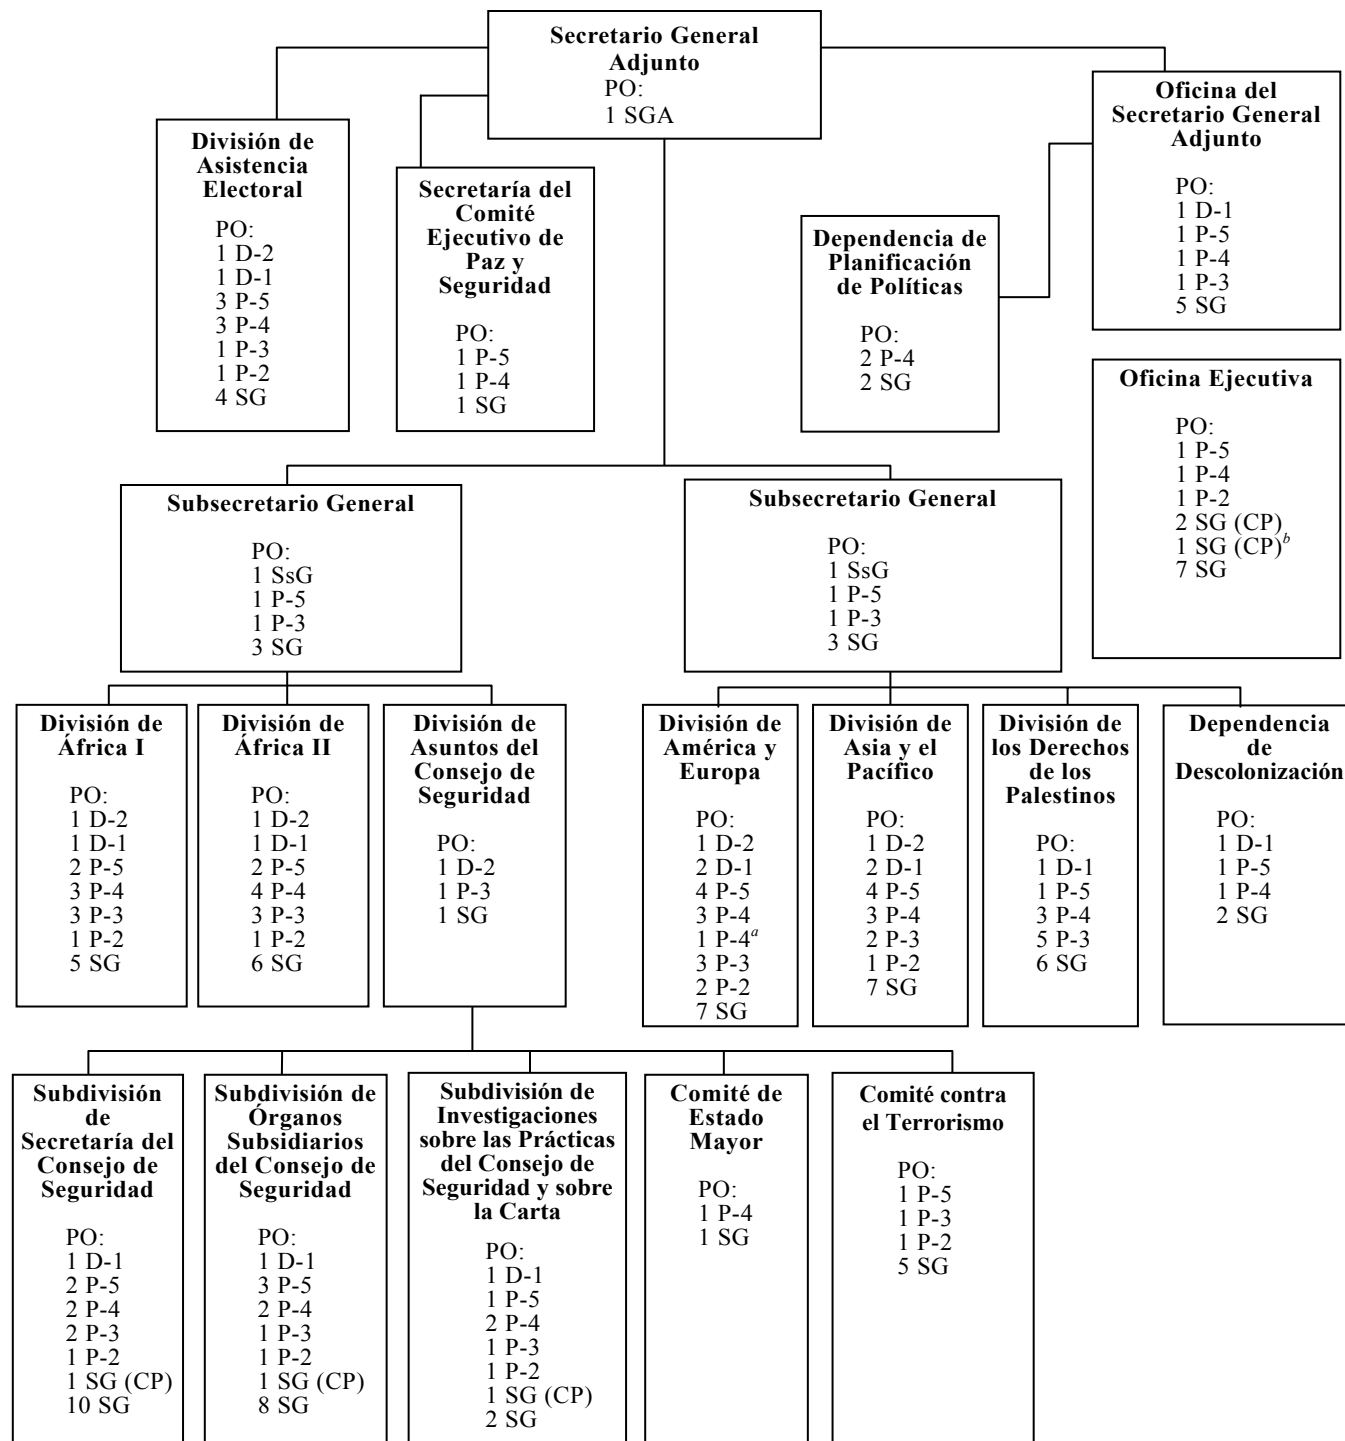 Secretario General
Adjunto
PO:
1 SGA
División de
Asistencia
Electoral
PO:
1 D-2
1 D-1
3 P-5
3 P-4
1 P-3
1 P-2
4 SG
Secretaría del
Comité
Ejecutivo de
Paz y
Seguridad
PO:
1 P-5
1 P-4
1 SG
Dependencia de
Planificación
de Políticas
PO:
2 P-4
2 SG
Oficina del
Secretario General
Adjunto
PO:
1 D-1
1 P-5
1 P-4
1 P-3
5 SG
Oficina Ejecutiva
PO:
1 P-5
1 P-4
1 P-2
2 SG (CP)
1 SG (CP)b
7 SG
Subsecretario General
PO:
1 SsG
1 P-5
1 P-3
3 SG
Subsecretario General
PO:
1 SsG
1 P-5
1 P-3
3 SG
División de
África I
PO:
1 D-2
1 D-1
2 P-5
3 P-4
3 P-3
1 P-2
5 SG
División de
África II
PO:
1 D-2
1 D-1
2 P-5
4 P-4
3 P-3
1 P-2
6 SG
División de
Asuntos del
Consejo de
Seguridad
PO:
1 D-2
1 P-3
1 SG
División de
América y
Europa
PO:
1 D-2
2 D-1
4 P-5
3 P-4
1 P-4a
3 P-3
2 P-2
7 SG
División de
Asia y el
Pacífico
PO:
1 D-2
2 D-1
4 P-5
3 P-4
2 P-3
1 P-2
7 SG
División de
los Derechos
de los
Palestinos
PO:
1 D-1
1 P-5
3 P-4
5 P-3
6 SG
Dependencia
de
Descolonización
PO:
1 D-1
1 P-5
1 P-4
2 SG
Subdivisión
de
Secretaría del
Consejo de
Seguridad
PO:
1 D-1
2 P-5
2 P-4
2 P-3
1 P-2
1 SG (CP)
10 SG
Subdivisión de
Órganos
Subsidiarios
del Consejo de
Seguridad
PO:
1 D-1
3 P-5
2 P-4
1 P-3
1 P-2
1 SG (CP)
8 SG
Subdivisión de
Investigaciones
sobre las Prácticas
del Consejo de
Seguridad y sobre
la Carta
PO:
1 D-1
1 P-5
2 P-4
1 P-3
1 P-2
1 SG (CP)
2 SG
Comité de
Estado
Mayor
PO:
1 P-4
1 SG
Comité contra
el Terrorismo
PO:
1 P-5
1 P-3
1 P-2
5 SG